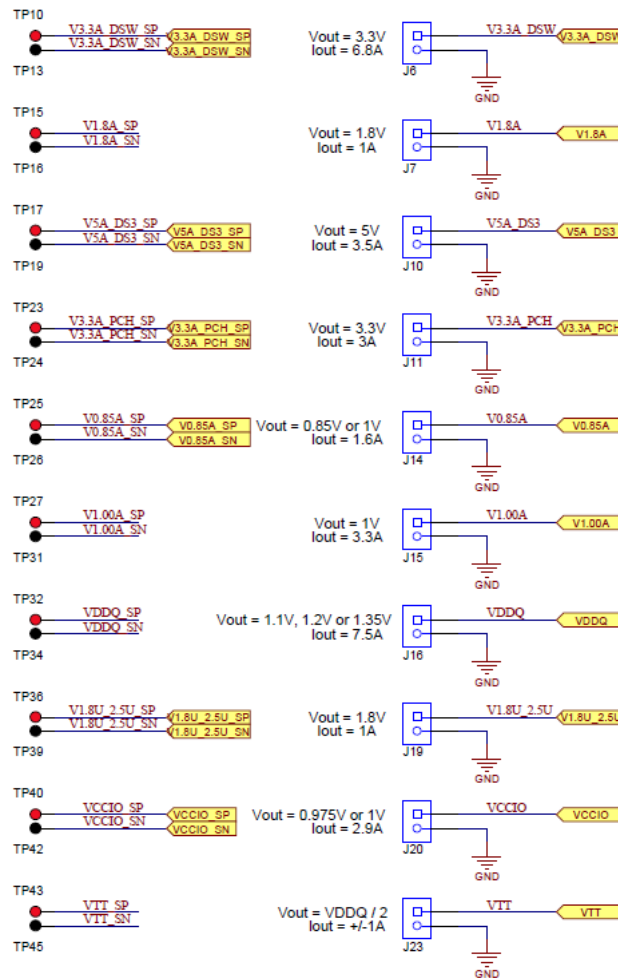 TP10
V3.3A_DSW_SP
V3.3A_DSW_SP
V3.3A_DSW_SN
V3.3A_DSW_SN
TP13
Vout = 3.3V
Iout = 6.8A
J6
V3.3A_DSW
V3.3A_DSW
GND
TP15
V1.8A_SP
V1.8A_SN
TP16
Vout = 1.8V
Iout = 1A
J7
V1.8A
V1.8A
GND
TP17
V5A_DS3_SP
V5A_DS3_SP
V5A_DS3_SN
V5A_DS3_SN
TP19
Vout = 5V
Iout = 3.5A
J10
V5A_DS3
V5A_DS3
GND
TP23
V3.3A_PCH_SP
V3.3A_PCH_SP
V3.3A_PCH_SN
V3.3A_PCH_SN
TP24
Vout = 3.3V
Iout = 3A
J11
V3.3A_PCH
V3.3A_PCH
GND
TP25
V0.85A_SP
V0.85A_SP
V0.85A_SN
V0.85A_SN
TP26
Vout = 0.85V or 1V
Iout = 1.6A
J14
V0.85A
V0.85A
GND
TP27
V1.00A_SP
V1.00A_SN
TP31
Vout = 1V
Iout = 3.3A
J15
V1.00A
V1.00A
GND
TP32
VDDQ_SP
VDDQ_SN
TP34
Vout = 1.1V, 1.2V or 1.35V
Iout = 7.5A
J16
VDDQ
VDDQ
GND
TP36
V1.8U_2.5U_SP
V1.8U_2.5U_SP
V1.8U_2.5U_SN
V1.8U_2.5U_SN
TP39
Vout = 1.8V
Iout = 1A
J19
V1.8U_2.5U
V1.8U_2.5U
GND
TP40
VCCIO_SP
VCCIO_SP
VCCIO_SN
VCCIO_SN
TP42
Vout = 0.975V or 1V
Iout = 2.9A
J20
VCCIO
VCCIO
GND
TP43
VTT_SP
VTT_SN
TP45
Vout = VDDQ / 2
Iout = +/-1A
J23
VTT
VTT
GND